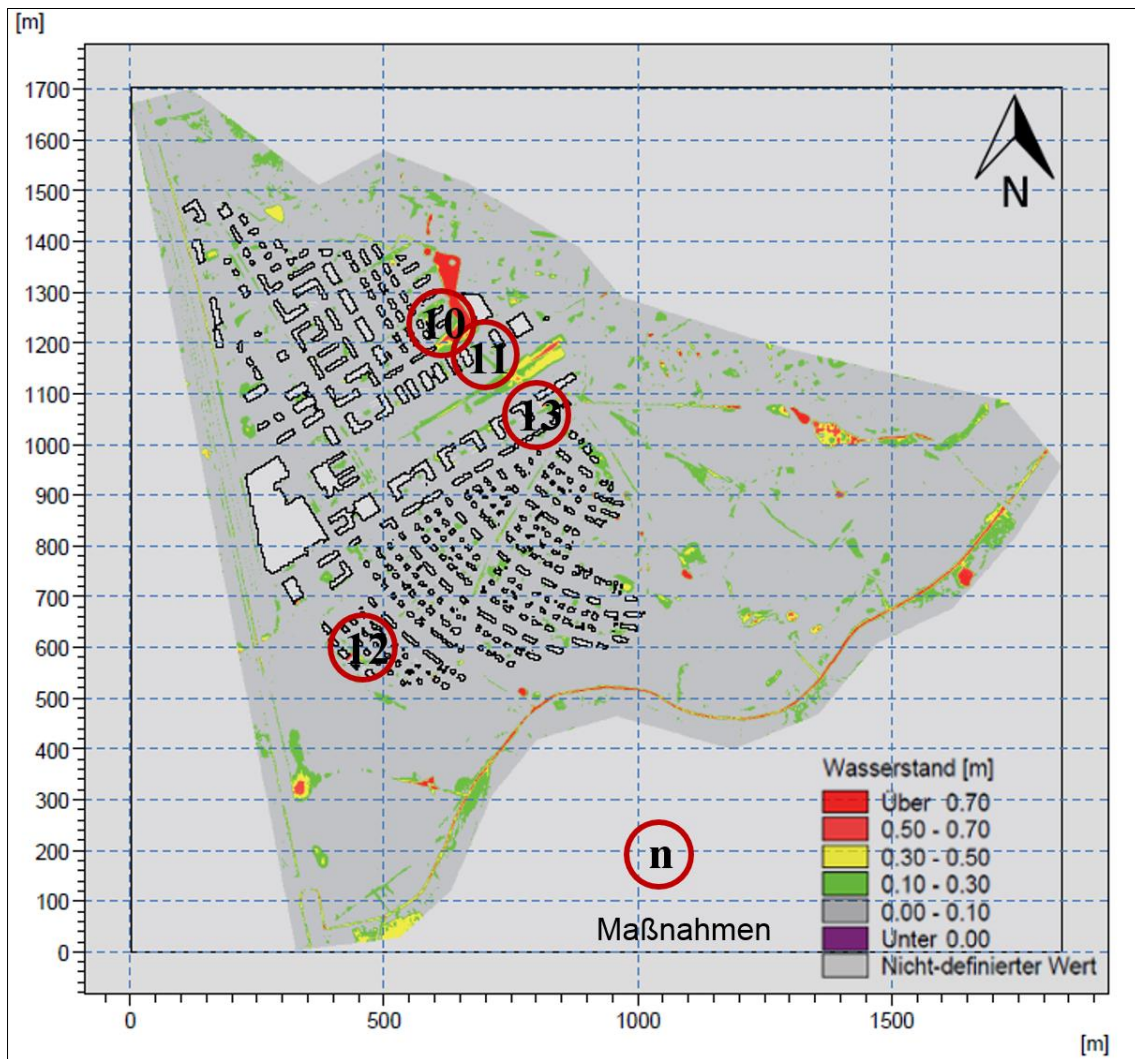 [m]
1700
1600
1500
1400
1300
1200
1100
1000
900
800
700
600
500
400
300
200
100
0
N
10
11
13
12
n
Maßnahmen
Wasserstand [m]
Über 0.70
0.50 - 0.70
0.30 - 0.50
0.10 - 0.30
0.00 - 0.10
Unter 0.00
Nicht-definierter Wert
0 500 1000 1500
[m]